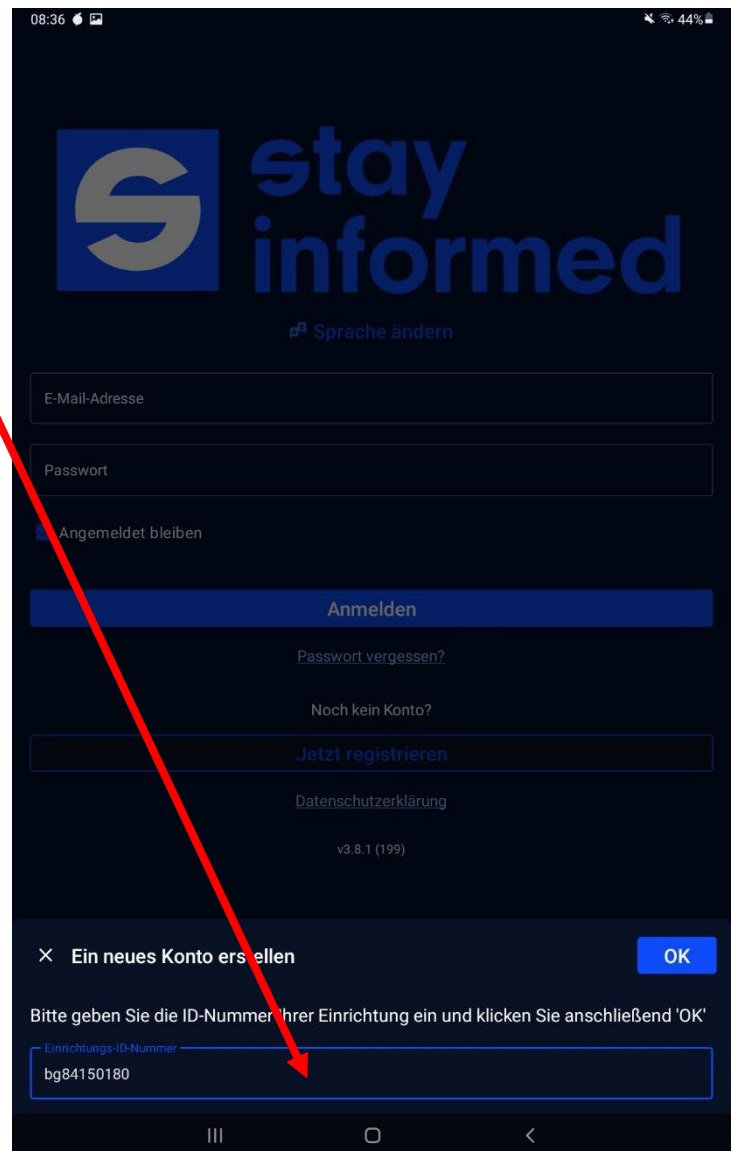 08:36 44%
stay
informed
Sprache ändern
E-Mail-Adresse
Passwort
Angemeldet bleiben
Anmelden
Passwort vergessen?
Noch kein Konto?
Jetzt registrieren
Datenschutzerklärung
v3.8.1 (199)
Ein neues Konto erstellen OK
Bitte geben Sie die ID-Nummer Ihrer Einrichtung ein und klicken Sie anschließend 'OK'
Einrichtungs-ID-Nummer
bg84150180